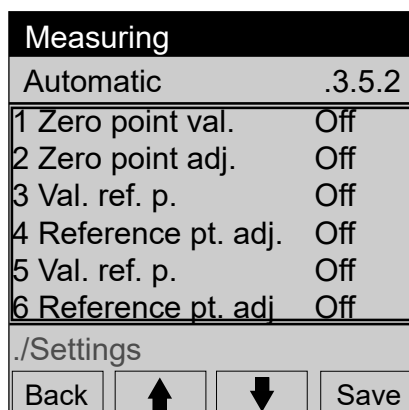 Measuring
Automatic .3.5.2
1 Zero point val. Off
2 Zero point adj. Off
3 Val. ref. p. Off
4 Reference pt. adj. Off
5 Val. ref. p. Off
6 Reference pt. adj Off
./Settings
Back Save